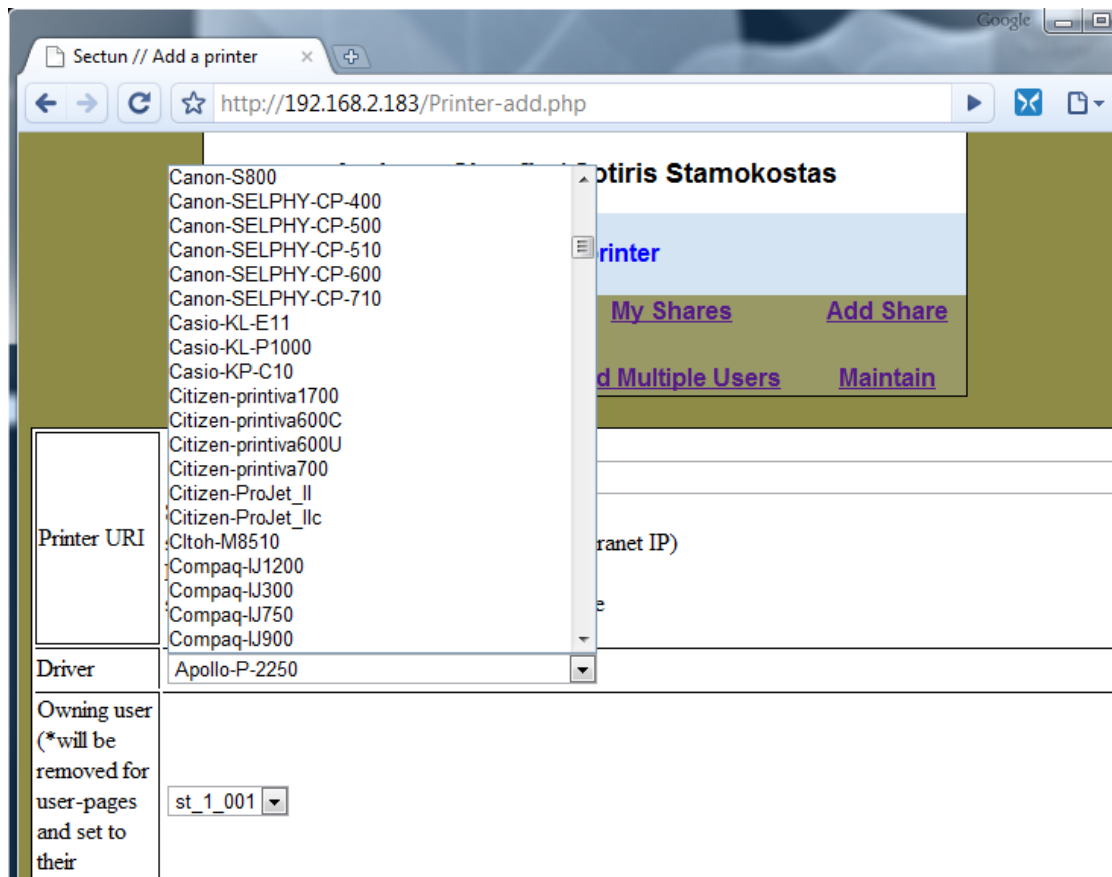 Google
Sectun // Add a printer
http://192.168.2.183/Printer-add.php
otiris Stamokostas
rinter
My Shares Add Share
d Multiple Users Maintain
Canon-S800
Canon-SELPHY-CP-400
Canon-SELPHY-CP-500
Canon-SELPHY-CP-510
Canon-SELPHY-CP-600
Canon-SELPHY-CP-710
Casio-KL-E11
Casio-KL-P1000
Casio-KP-C10
Citizen-printiva1700
Citizen-printiva600C
Citizen-printiva600U
Citizen-printiva700
Citizen-ProJet_II
Citizen-ProJet_IIc
CItoh-M8510
Compaq-IJ1200
Compaq-IJ300
Compaq-IJ750
Compaq-IJ900
Printer URI
ranet IP)
e
Driver
Apollo-P-2250
Owning user
(*will be
removed for
user-pages
and set to
their
st_1_001